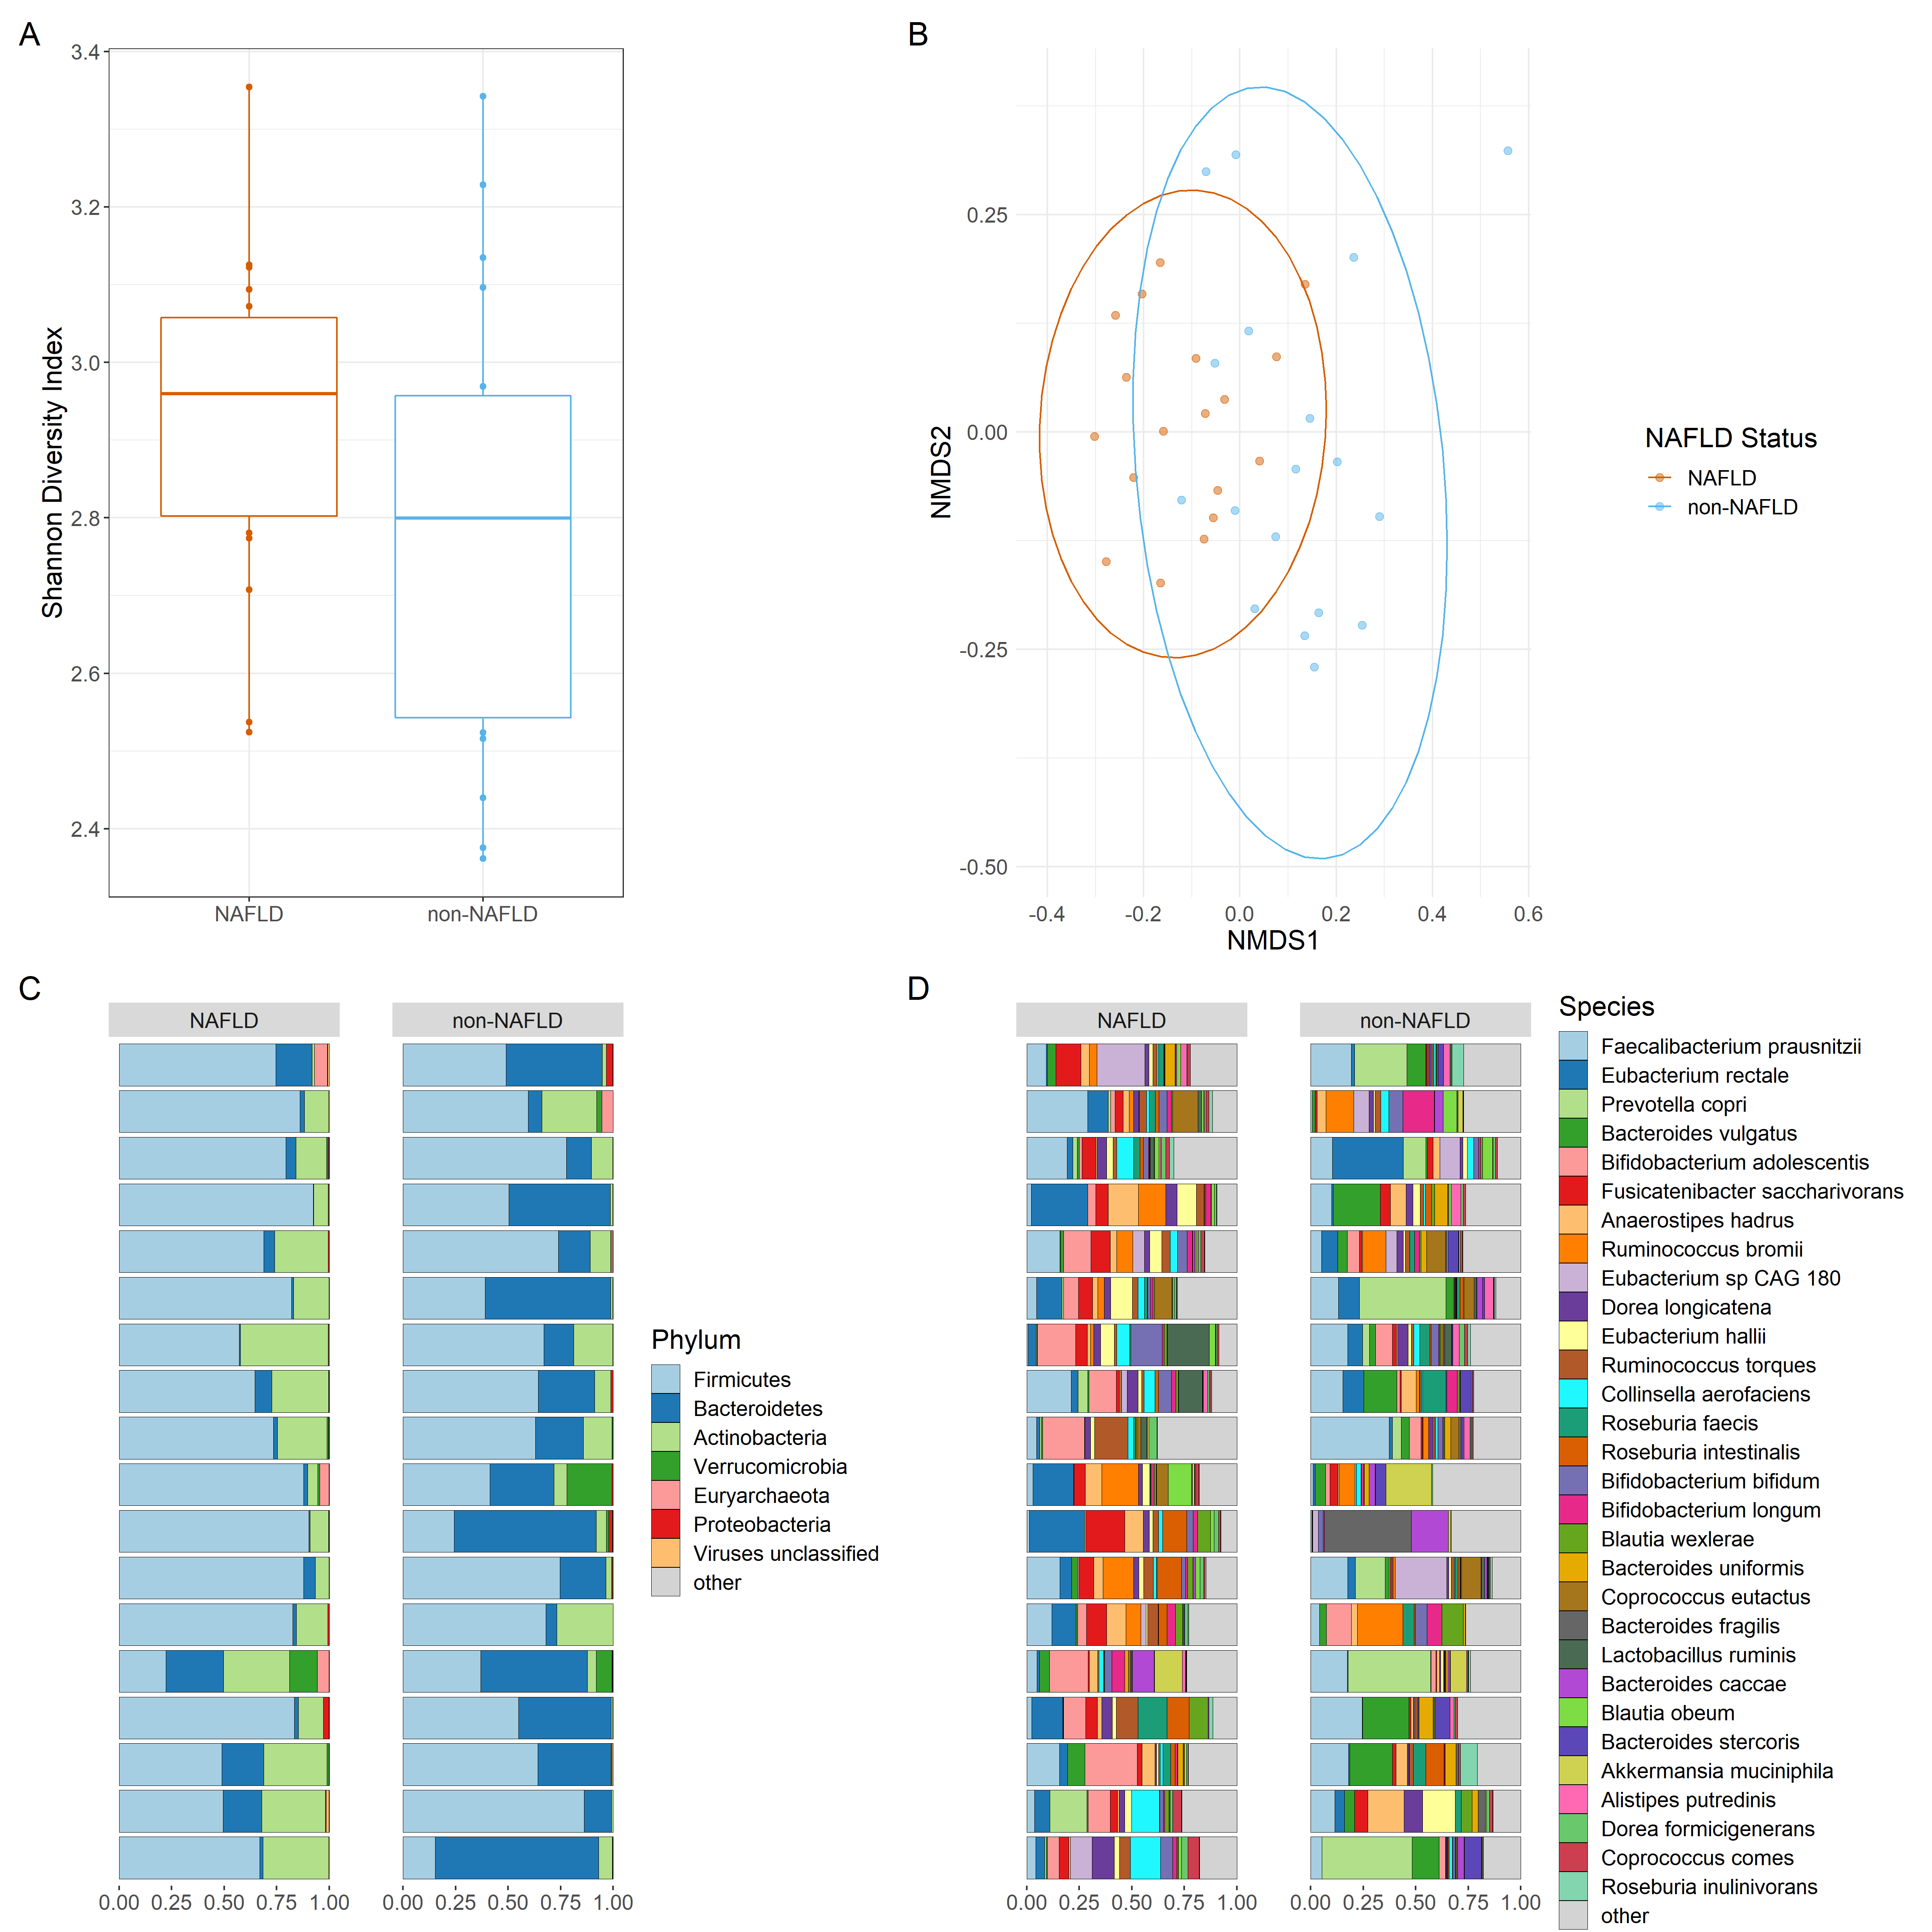 A
3.4
3.2
3.0
2.8
2.6
2.4
Shannon Diversity Index
NAFLD
non-NAFLD
B
0.25
0.00
-0.25
-0.50
NMDS2
-0.4
-0.2
0.0
0.2
0.4
0.6
NMDS1
NAFLD Status
NAFLD
non-NAFLD
C
NAFLD
non-NAFLD
0.00 0.25 0.50 0.75 1.00
0.00 0.25 0.50 0.75 1.00
Phylum
Firmicutes
Bacteroidetes
Actinobacteria
Verrucomicrobia
Euryarchaeota
Proteobacteria
Viruses unclassified
other
D
NAFLD
non-NAFLD
0.00 0.25 0.50 0.75 1.00
0.00 0.25 0.50 0.75 1.00
Species
Faecalibacterium prausnitzii
Eubacterium rectale
Prevotella copri
Bacteroides vulgatus
Bifidobacterium adolescentis
Fusicatenibacter saccharivorans
Anaerostipes hadrus
Ruminococcus bromii
Eubacterium sp CAG 180
Dorea longicatena
Eubacterium hallii
Ruminococcus torques
Collinsella aerofaciens
Roseburia faecis
Roseburia intestinalis
Bifidobacterium bifidum
Bifidobacterium longum
Blautia wexlerae
Bacteroides uniformis
Coprococcus eutactus
Bacteroides fragilis
Lactobacillus ruminis
Bacteroides caccae
Blautia obeum
Bacteroides stercoris
Akkermansia muciniphila
Alistipes putredinis
Dorea formicigenerans
Coprococcus comes
Roseburia inulinivorans
other